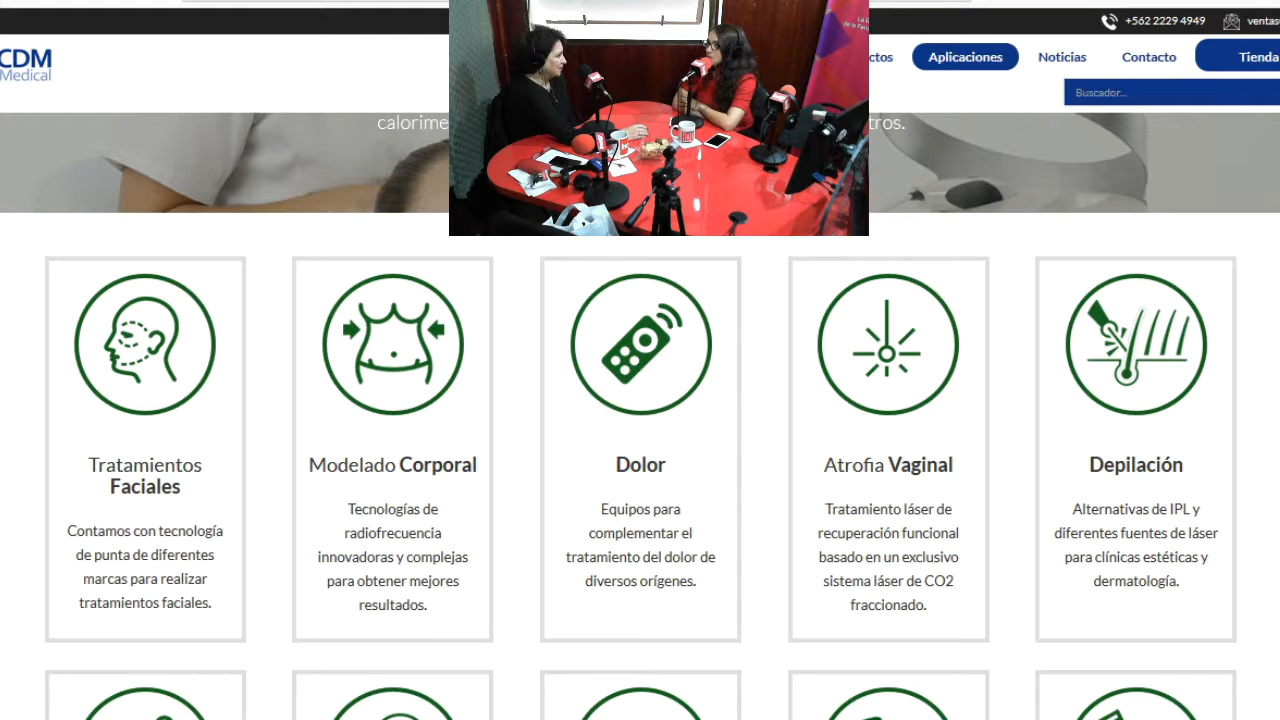 +562 2229 4949
ventas
CDM
Medical
ctos
Aplicaciones
Noticias
Contacto
Tienda
Buscador...
calorime
tros.
Tratamientos
Faciales
Contamos con tecnología
de punta de diferentes
marcas para realizar
tratamientos faciales.
Modelado Corporal
Tecnologías de
radiofrecuencia
innovadoras y complejas
para obtener mejores
resultados.
Dolor
Equipos para
complementar el
tratamiento del dolor de
diversos orígenes.
Atrofia Vaginal
Tratamiento láser de
recuperación funcional
basado en un exclusivo
sistema láser de CO2
fraccionado.
Depilación
Alternativas de IPL y
diferentes fuentes de láser
para clínicas estéticas y
dermatología.